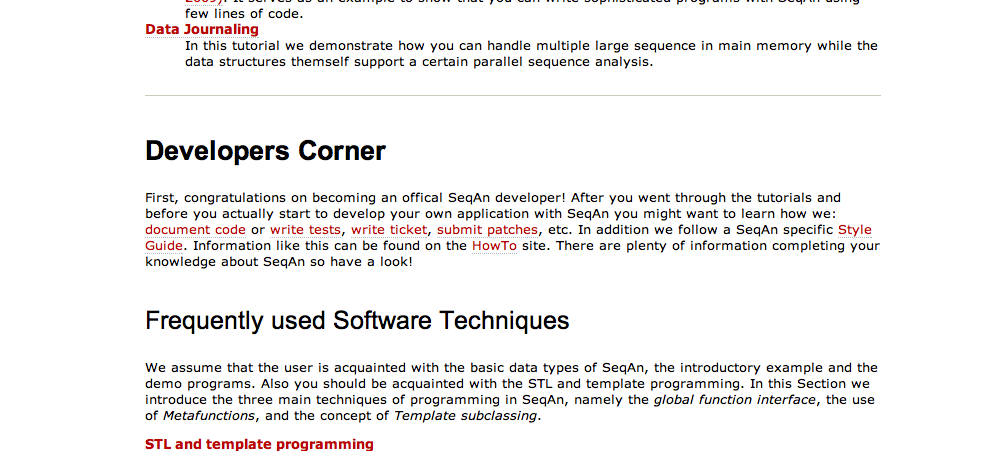 2009). It serves as an example to show that you can write sophisticated programs with SeqAn using
few lines of code.
Data Journaling
In this tutorial we demonstrate how you can handle multiple large sequence in main memory while the
data structures themself support a certain parallel sequence analysis.
Developers Corner
First, congratulations on becoming an offical SeqAn developer! After you went through the tutorials and
before you actually start to develop your own application with SeqAn you might want to learn how we:
document code or write tests, write ticket, submit patches, etc. In addition we follow a SeqAn specific Style
Guide. Information like this can be found on the HowTo site. There are plenty of information completing your
knowledge about SeqAn so have a look!
Frequently used Software Techniques
We assume that the user is acquainted with the basic data types of SeqAn, the introductory example and the
demo programs. Also you should be acquainted with the STL and template programming. In this Section we
introduce the three main techniques of programming in SeqAn, namely the global function interface, the use
of Metafunctions, and the concept of Template subclassing.
STL and template programming